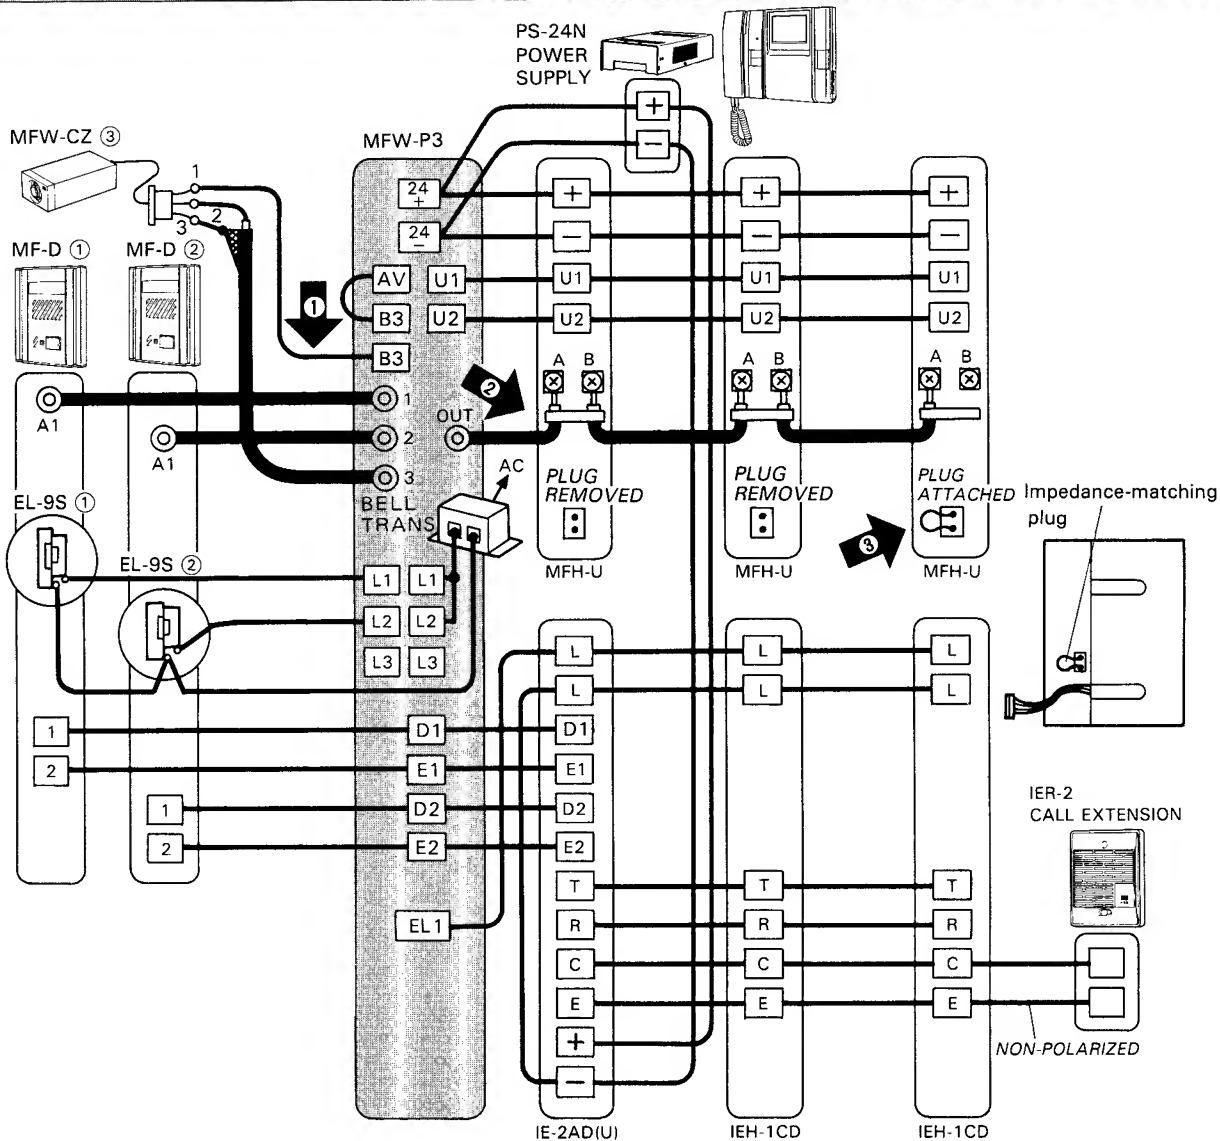 PS-24N
POWER
SUPPLY
MFW-CZ ③
MFW-P3
+
−
1
2
3
24
+
24
−
+
+
+
−
−
−
MF-D ①
MF-D ②
AV
U1
U1
U1
U1
B3
U2
U2
U2
U2
1
B3
A B
A B
A B
A1
1
2
OUT
A1
2
3
AC
BELL
TRANS
PLUG
REMOVED
PLUG
REMOVED
PLUG
ATTACHED
Impedance-matching
plug
3
EL-9S ①
EL-9S ②
MFH-U
MFH-U
MFH-U
L1
L1
L2
L2
L3
L3
L
L
L
L
L
L
1
D1
D1
2
E1
E1
1
D2
D2
2
E2
E2
IER-2
CALL EXTENSION
T
T
T
EL1
R
R
R
C
C
C
E
E
E
+
−
NON-POLARIZED
IE-2AD(U)
IEH-1CD
IEH-1CD